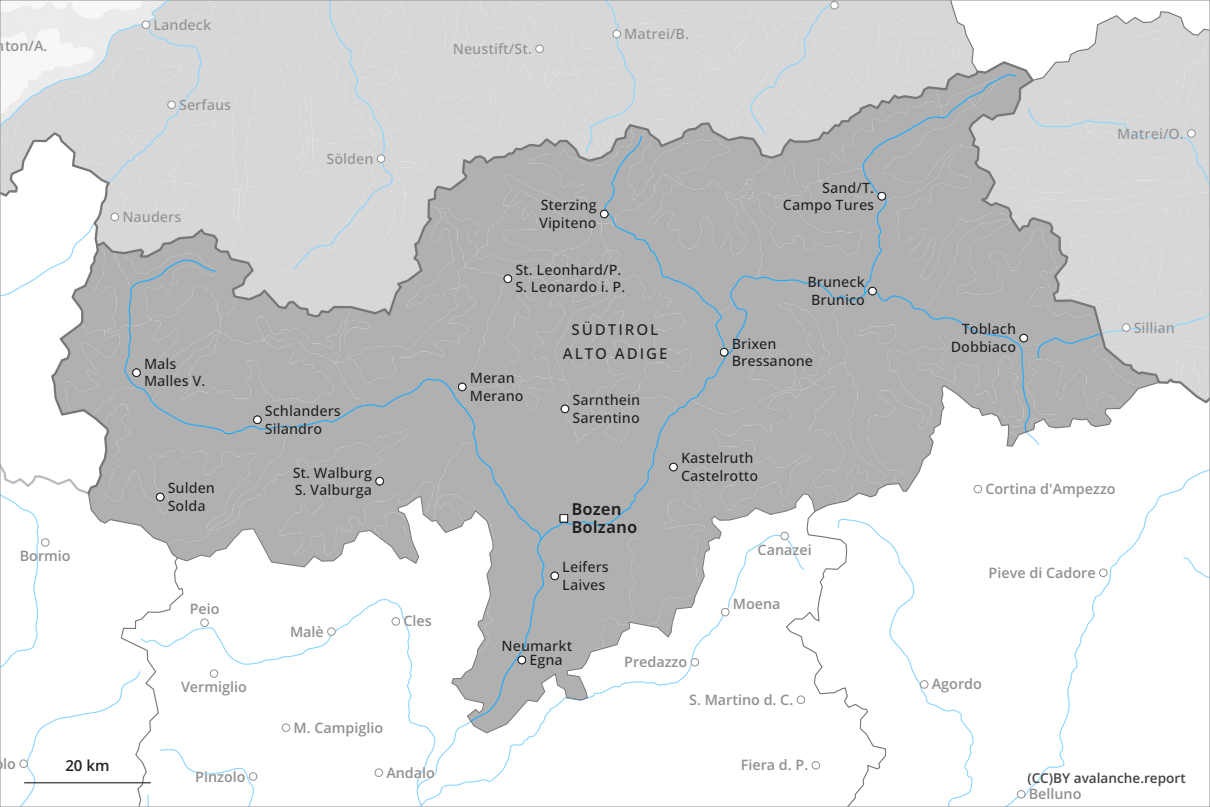 Landeck
nton/A.
Neustift/St.
Matrei/B.
Serfaus
Matrei/O.
Sölden
Nauders
Sand/T.
Campo Tures
Sterzing
Vipiteno
St. Leonhard/P.
S. Leonardo i. P.
Bruneck
Brunico
SÜDTIROL
ALTO ADIGE
Toblach
Dobbiaco
Sillian
Brixen
Bressanone
Mals
Malles V.
Meran
Merano
Sarnthein
Sarentino
Schlanders
Silandro
Kastelruth
Castelrotto
St. Walburg
S. Valburga
Sulden
Solda
Cortina d'Ampezzo
Bozen
Bolzano
Bormio
Canazei
Leifers
Laives
Pieve di Cadore
Peio
Malè
Cles
Moena
Neumarkt
Egna
Predazzo
Vermiglio
Agordo
S. Martino d. C.
M. Campiglio
olo
20 km
Pinzolo
Andalo
Fiera d. P.
(CC)BY avalanche.report
Belluno